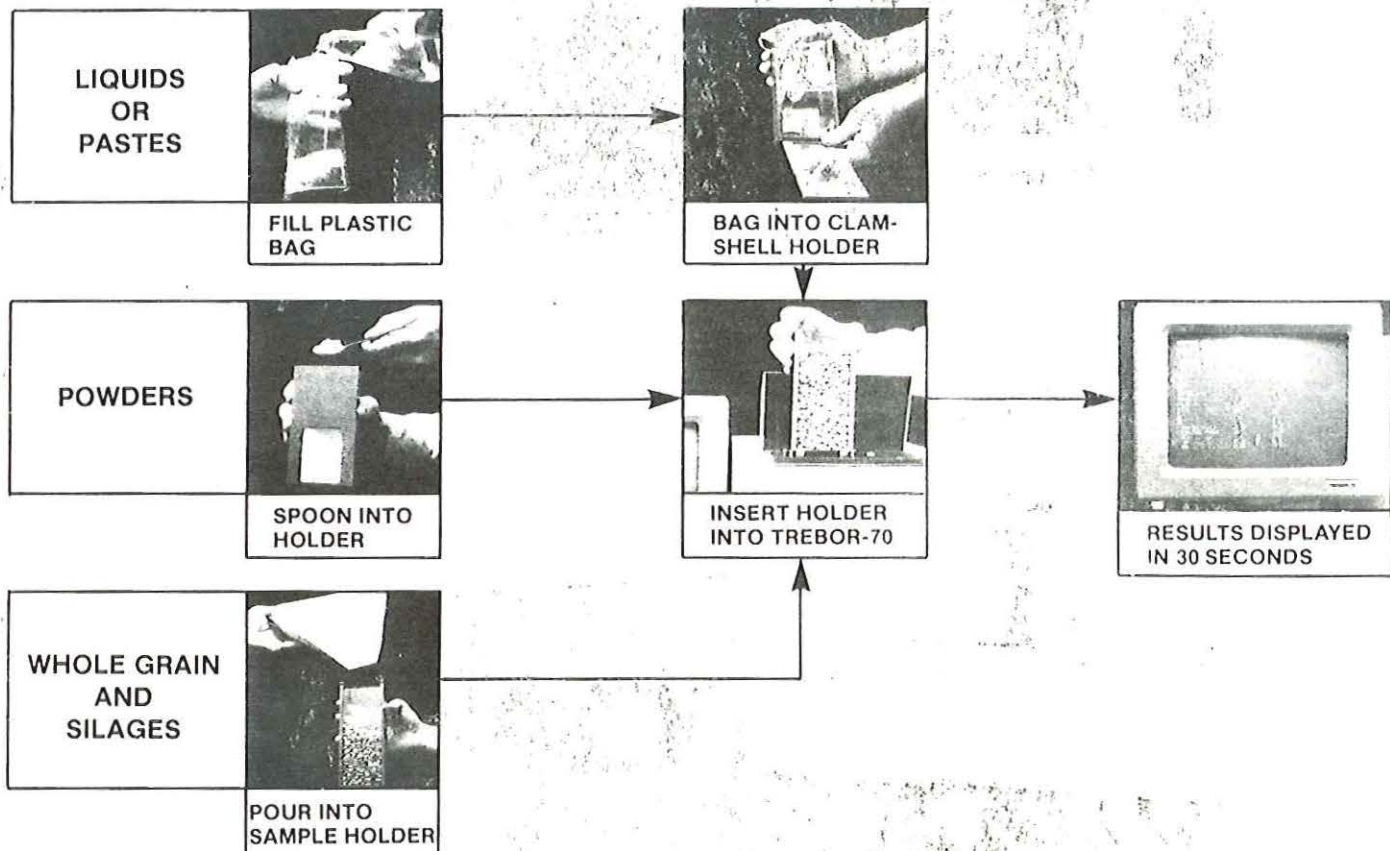 LIQUIDS
OR
PASTES
FILL PLASTIC
BAG
BAG INTO CLAM-
SHELL HOLDER
POWDERS
SPOON INTO
HOLDER
INSERT HOLDER
INTO TREBOR-70
RESULTS DISPLAYED
IN 30 SECONDS
WHOLE GRAIN
AND
SILAGES
POUR INTO
SAMPLE HOLDER